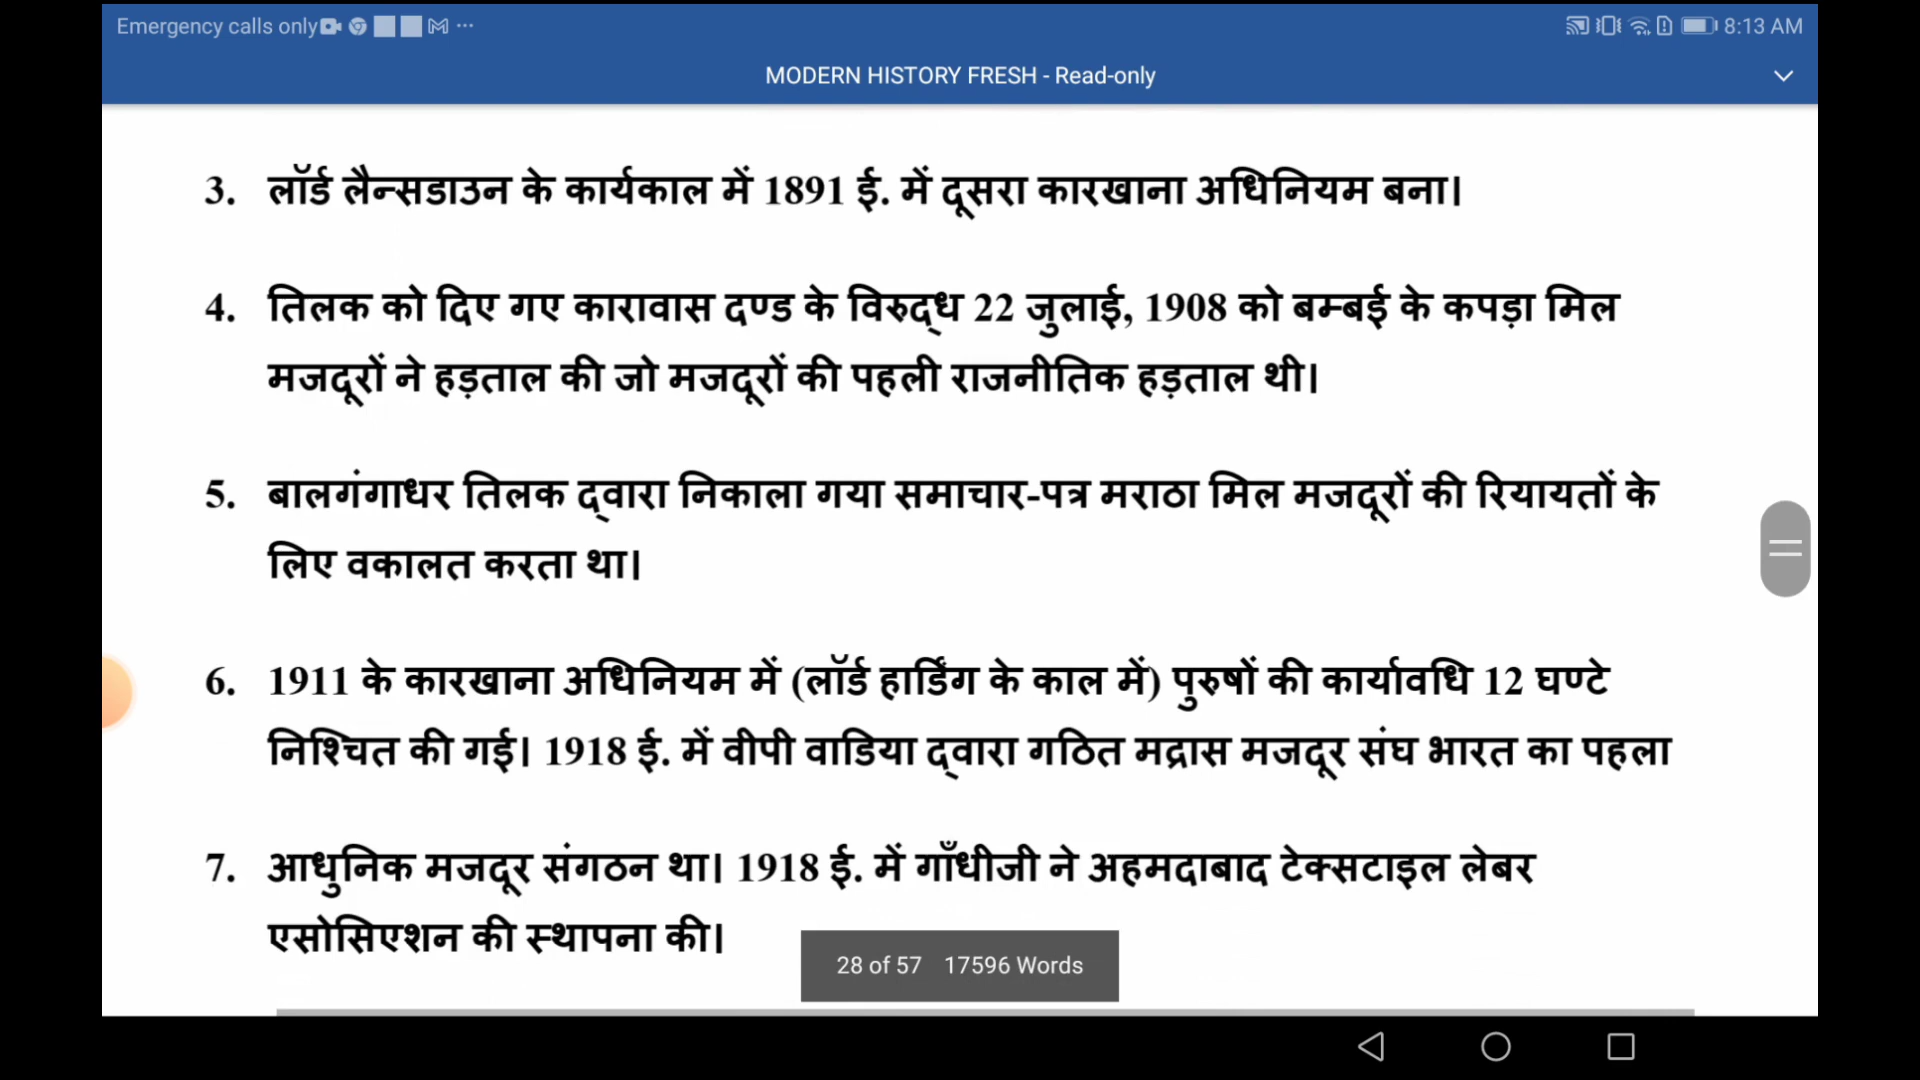 Emergency calls only
8:13 AM
MODERN HISTORY FRESH - Read-only
3. लॉर्ड लैन्सडाउन के कार्यकाल में 1891 ई. में दूसरा कारखाना अधिनियम बना।
4. तिलक को दिए गए कारावास दण्ड के विरुद्ध 22 जुलाई, 1908 को बम्बई के कपड़ा मिल
मजदूरों ने हड़ताल की जो मजदूरों की पहली राजनीतिक हड़ताल थी।
5. बालगंगाधर तिलक द्वारा निकाला गया समाचार-पत्र मराठा मिल मजदूरों की रियायतों के
लिए वकालत करता था।
6. 1911 के कारखाना अधिनियम में (लॉर्ड हार्डिंग के काल में) पुरुषों की कार्यावधि 12 घण्टे
निश्चित की गई। 1918 ई. में वीपी वाडिया द्वारा गठित मद्रास मजदूर संघ भारत का पहला
7. आधुनिक मजदूर संगठन था। 1918 ई. में गाँधीजी ने अहमदाबाद टेक्सटाइल लेबर
एसोसिएशन की स्थापना की।
28 of 57 17596 Words